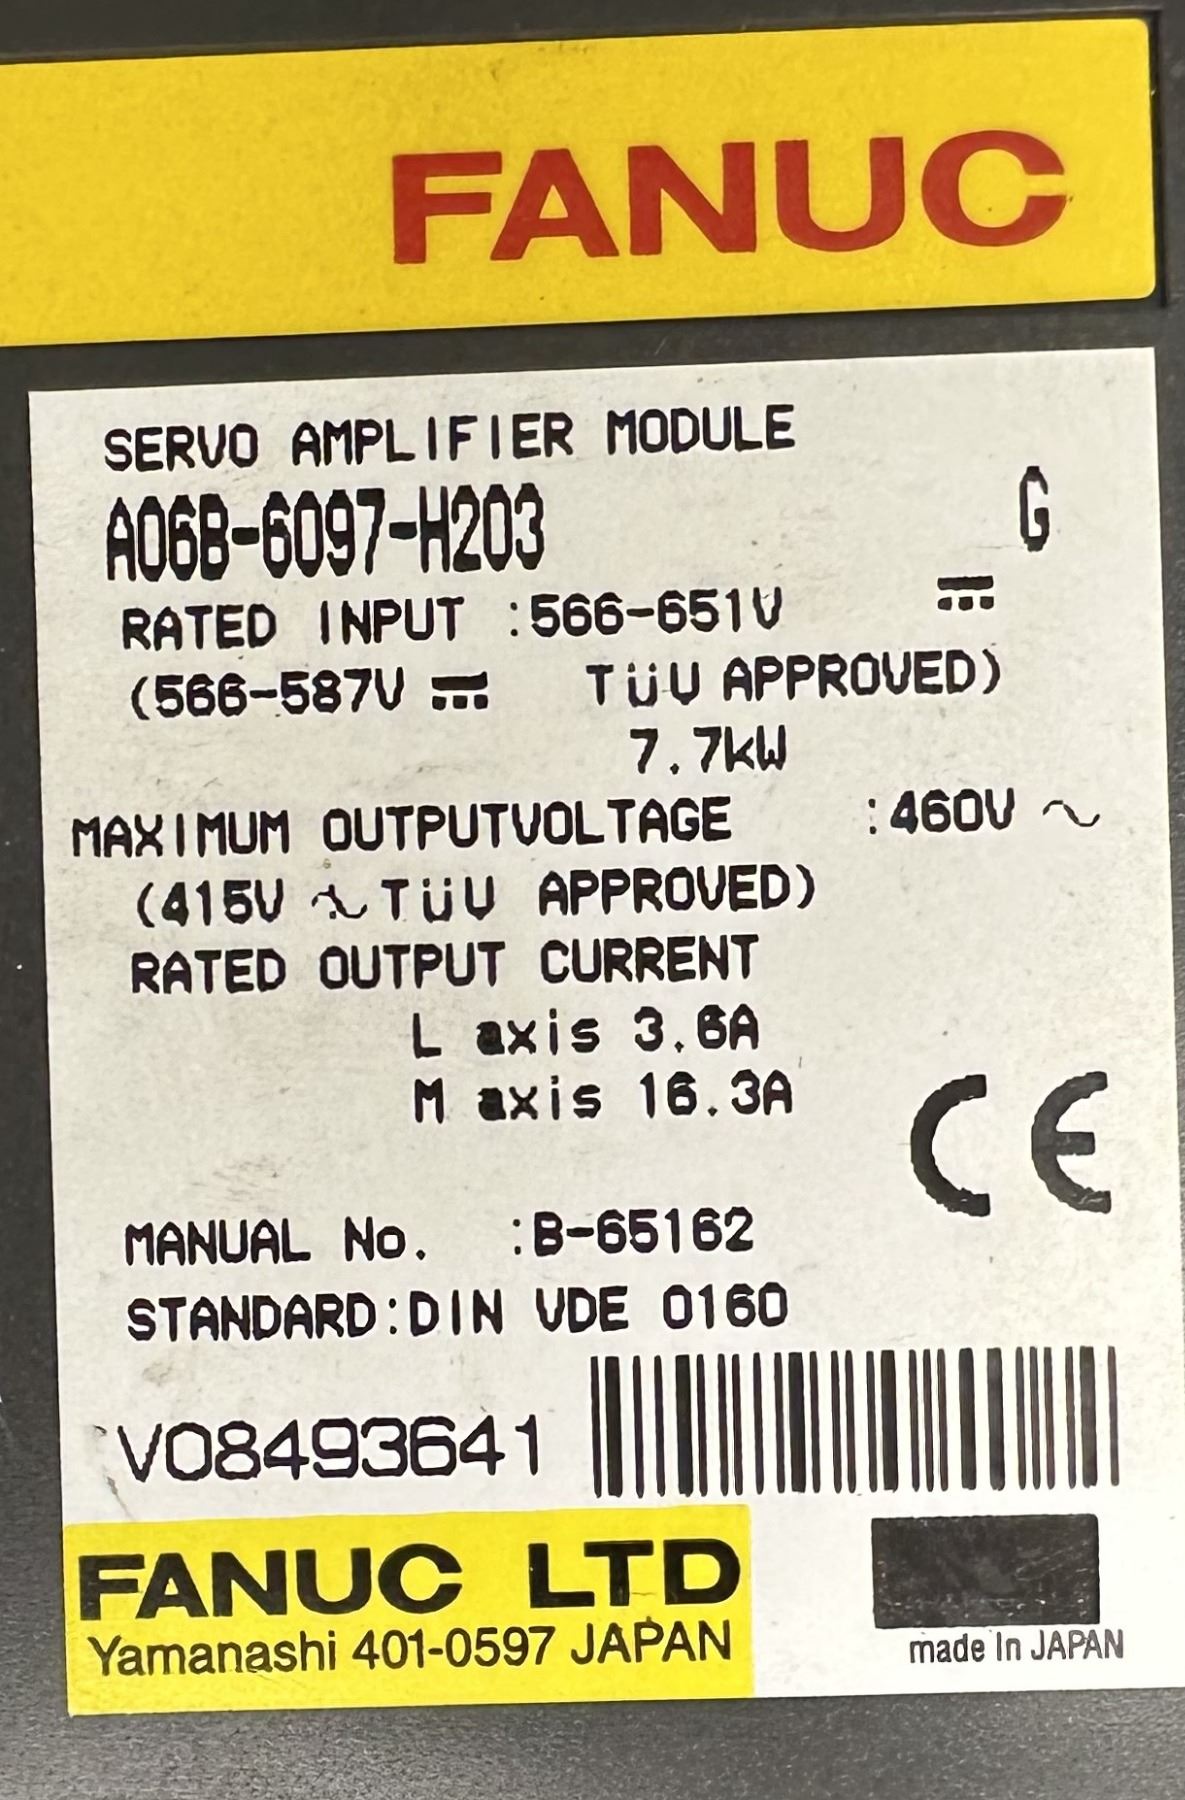 FANUC
SERVO AMPLIFIER MODULE
A06B-6097-H203 G
RATED INPUT :566-651V ⎓
(566-587V ⎓ TüV APPROVED)
7.7kW
MAXIMUM OUTPUTVOLTAGE :460V ~
(415V ~ TüV APPROVED)
RATED OUTPUT CURRENT
L axis 3.6A
M axis 16.3A
CE
MANUAL No. :B-65162
STANDARD:DIN VDE 0160
V08493641
FANUC LTD
Yamanashi 401-0597 JAPAN
made In JAPAN